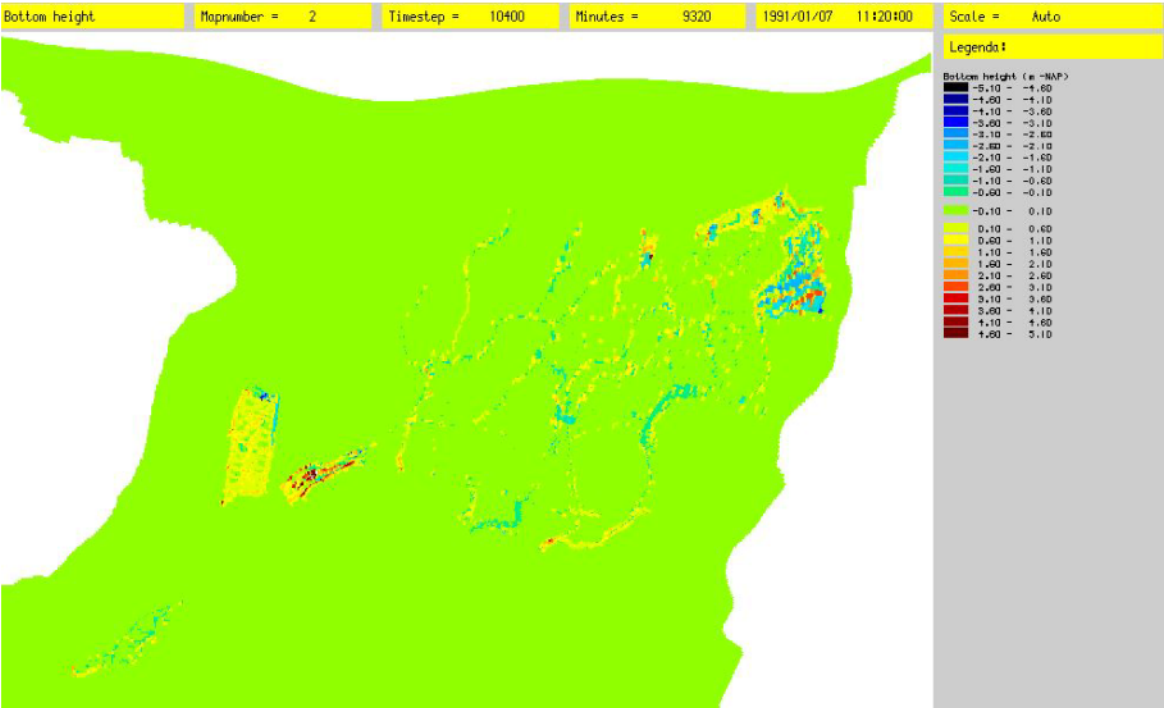 Bottom height Mapnumber = 2 Timestep = 10400 Minutes = 9320 1991/01/07 11:20:00 Scale = Auto
Legenda:
Bottom height (m -NAP)
-5.10 - -4.60
-4.60 - -4.10
-4.10 - -3.60
-3.60 - -3.10
-3.10 - -2.60
-2.60 - -2.10
-2.10 - -1.60
-1.60 - -1.10
-1.10 - -0.60
-0.60 - -0.10
-0.10 - 0.10
0.10 - 0.60
0.60 - 1.10
1.10 - 1.60
1.60 - 2.10
2.10 - 2.60
2.60 - 3.10
3.10 - 3.60
3.60 - 4.10
4.10 - 4.60
4.60 - 5.10